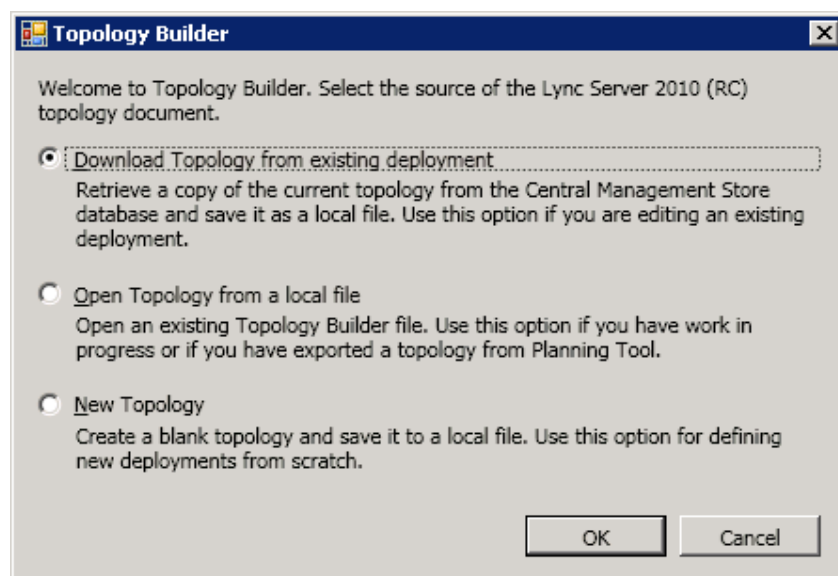 Topology Builder
Welcome to Topology Builder. Select the source of the Lync Server 2010 (RC)
topology document.
Download Topology from existing deployment
Retrieve a copy of the current topology from the Central Management Store
database and save it as a local file. Use this option if you are editing an existing
deployment.
Open Topology from a local file
Open an existing Topology Builder file. Use this option if you have work in
progress or if you have exported a topology from Planning Tool.
New Topology
Create a blank topology and save it to a local file. Use this option for defining
new deployments from scratch.
OK Cancel